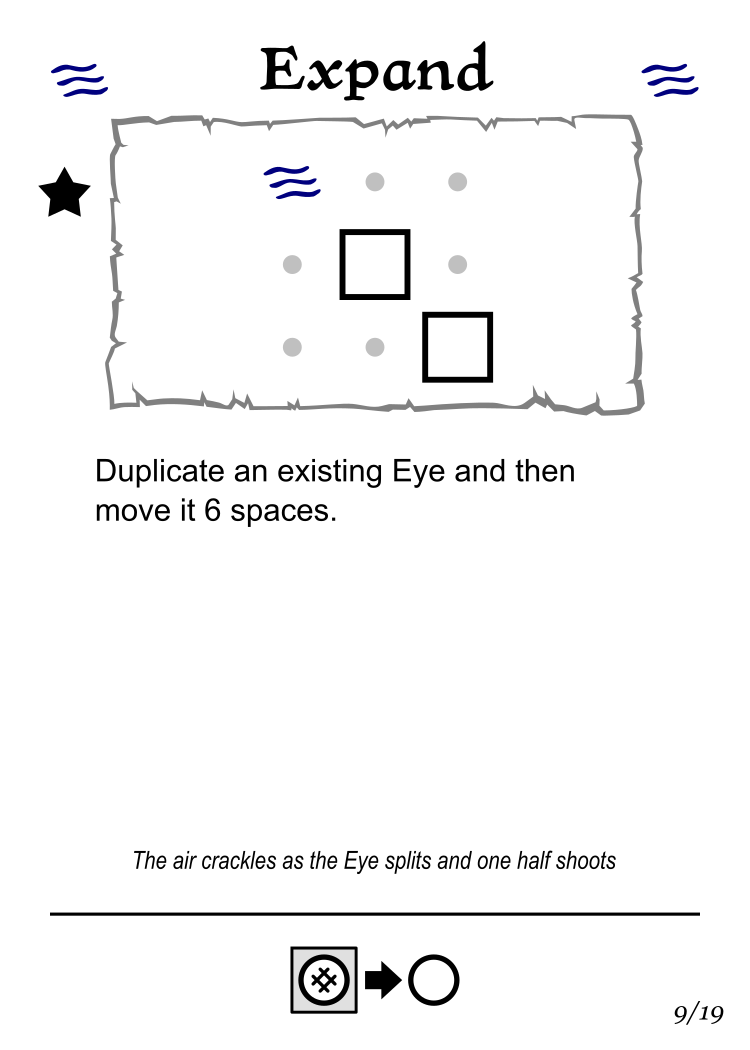 Expand
Duplicate an existing Eye and then
move it 6 spaces.
The air crackles as the Eye splits and one half shoots
9/19